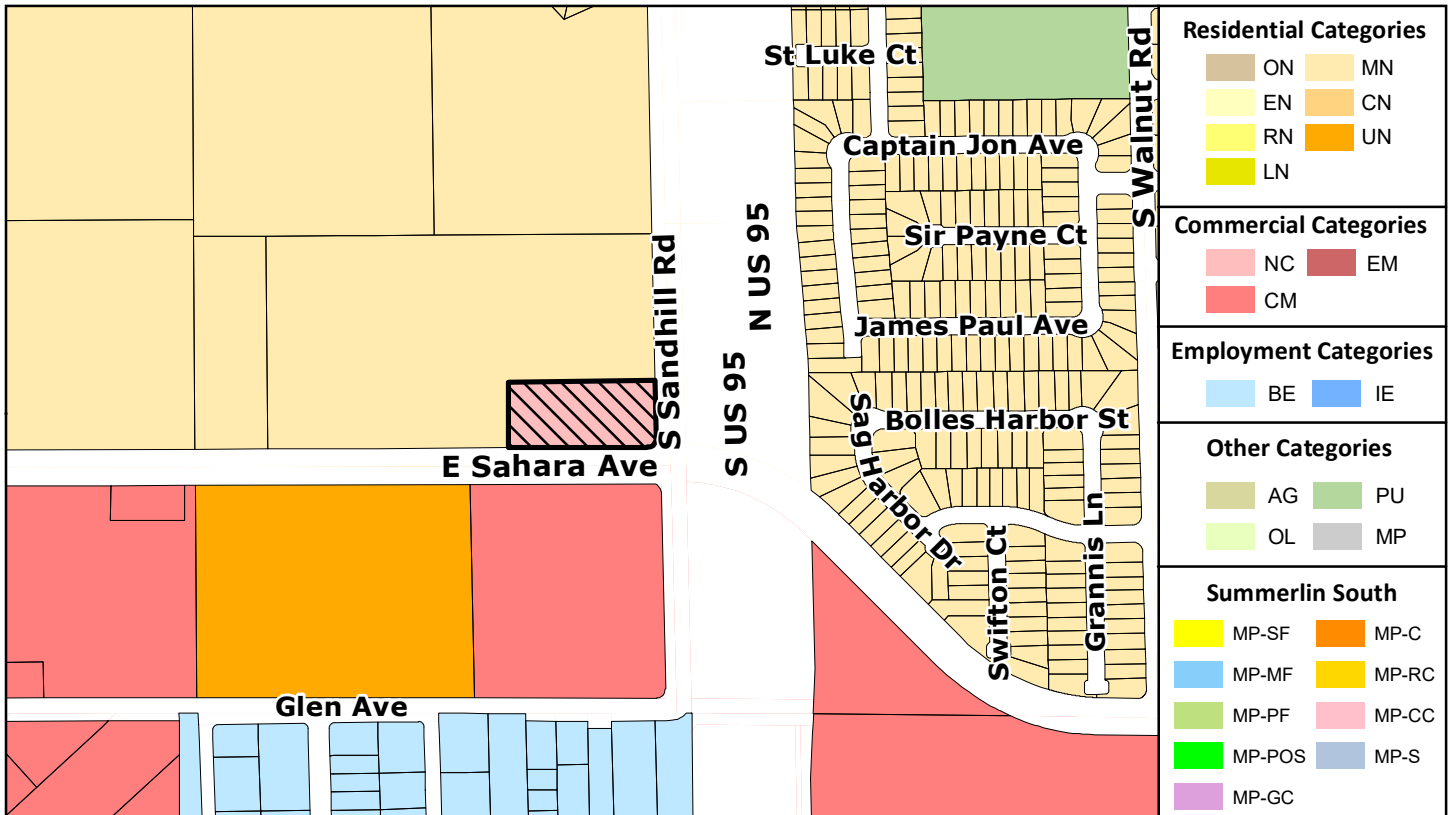 St Luke Ct
Captain Jon Ave
Sir Payne Ct
James Paul Ave
Bolles Harbor St
Sag Harbor Dr
Swifton Ct
Grannis Ln
S Walnut Rd
N US 95
S US 95
S Sandhill Rd
E Sahara Ave
Glen Ave
Residential Categories
ON MN
EN CN
RN UN
LN
Commercial Categories
NC EM
CM
Employment Categories
BE IE
Other Categories
AG PU
OL MP
Summerlin South
MP-SF MP-C
MP-MF MP-RC
MP-PF MP-CC
MP-POS MP-S
MP-GC